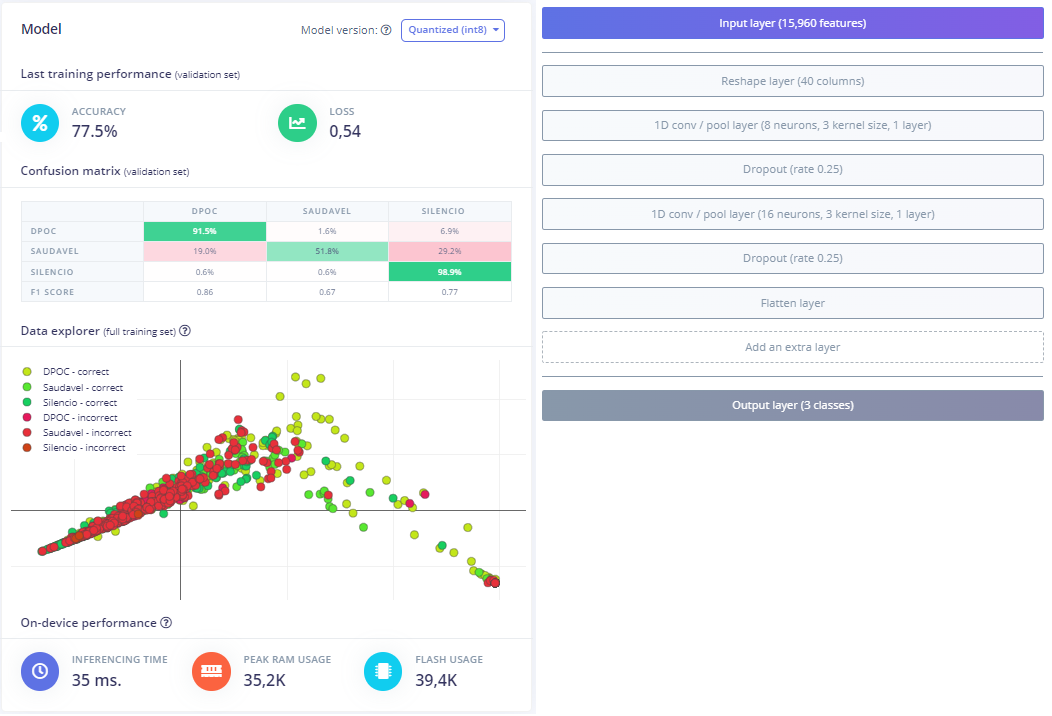 Model
Model version: ? Quantized (int8)
Last training performance (validation set)
%
ACCURACY
77.5%
LOSS
0,54
Confusion matrix (validation set)
DPOC SAUDAVEL SILENCIO
DPOC 91.5% 1.6% 6.9%
SAUDAVEL 19.0% 51.8% 29.2%
SILENCIO 0.6% 0.6% 98.9%
F1 SCORE 0.86 0.67 0.77
Data explorer (full training set) ?
DPOC - correct
Saudavel - correct
Silencio - correct
DPOC - incorrect
Saudavel - incorrect
Silencio - incorrect
On-device performance ?
INFERENCING TIME
35 ms.
PEAK RAM USAGE
35,2K
FLASH USAGE
39,4K
Input layer (15,960 features)
Reshape layer (40 columns)
1D conv / pool layer (8 neurons, 3 kernel size, 1 layer)
Dropout (rate 0.25)
1D conv / pool layer (16 neurons, 3 kernel size, 1 layer)
Dropout (rate 0.25)
Flatten layer
Add an extra layer
Output layer (3 classes)